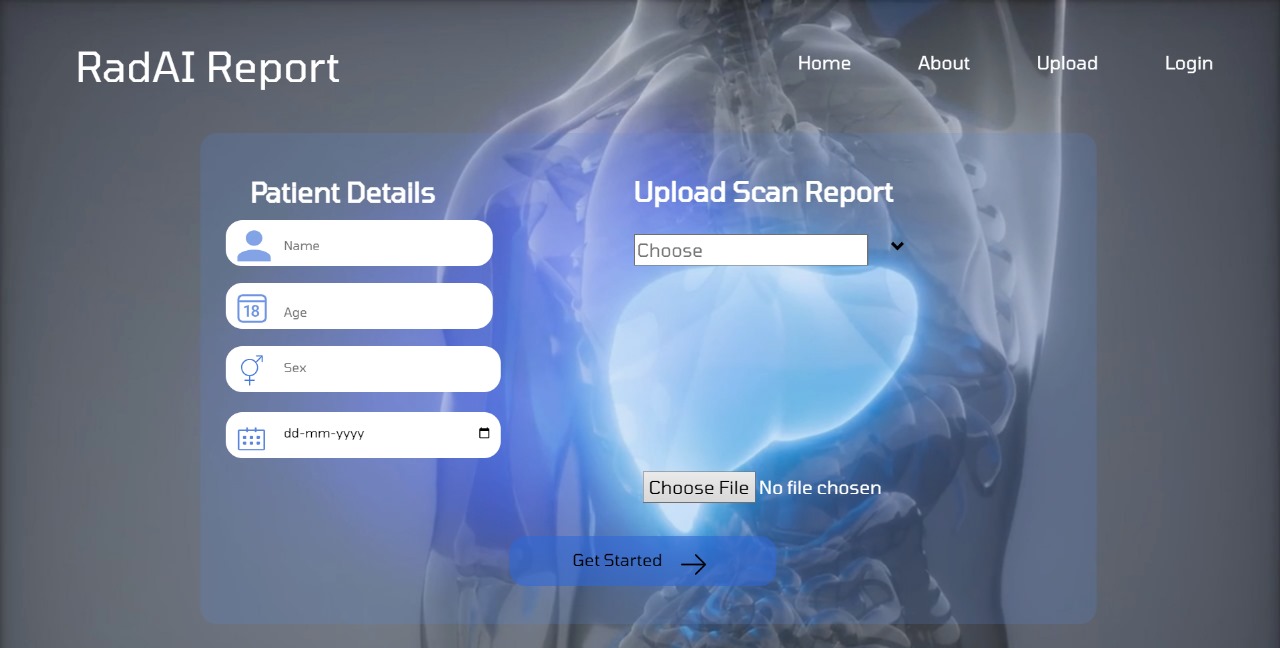 RadAI Report
Home About Upload Login
Patient Details
Name
18
Age
Sex
dd-mm-yyyy
Upload Scan Report
Choose
Choose File No file chosen
Get Started